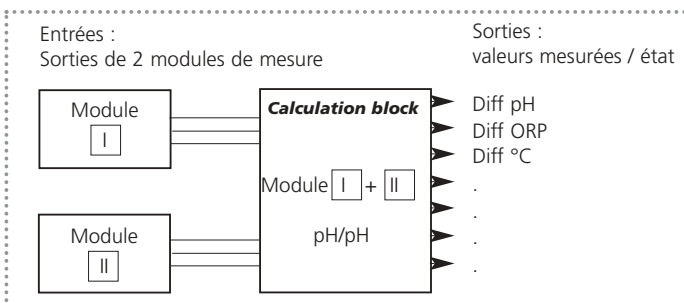 Entrées :
Sorties de 2 modules de mesure
Sorties :
valeurs mesurées / état
Module
I
Module
II
Calculation block
Module I + II
pH/pH
Diff pH
Diff ORP
Diff °C
.
.
.
.